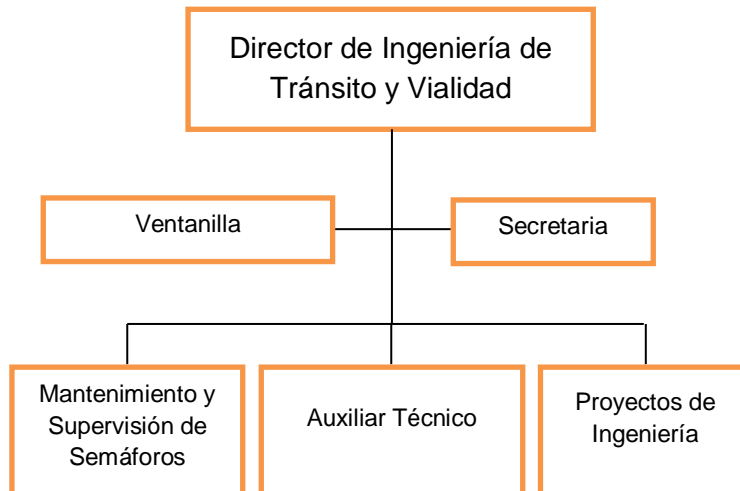 Director de Ingeniería de
Tránsito y Vialidad
Ventanilla
Secretaria
Mantenimiento y
Supervisión de
Semáforos
Auxiliar Técnico
Proyectos de
Ingeniería